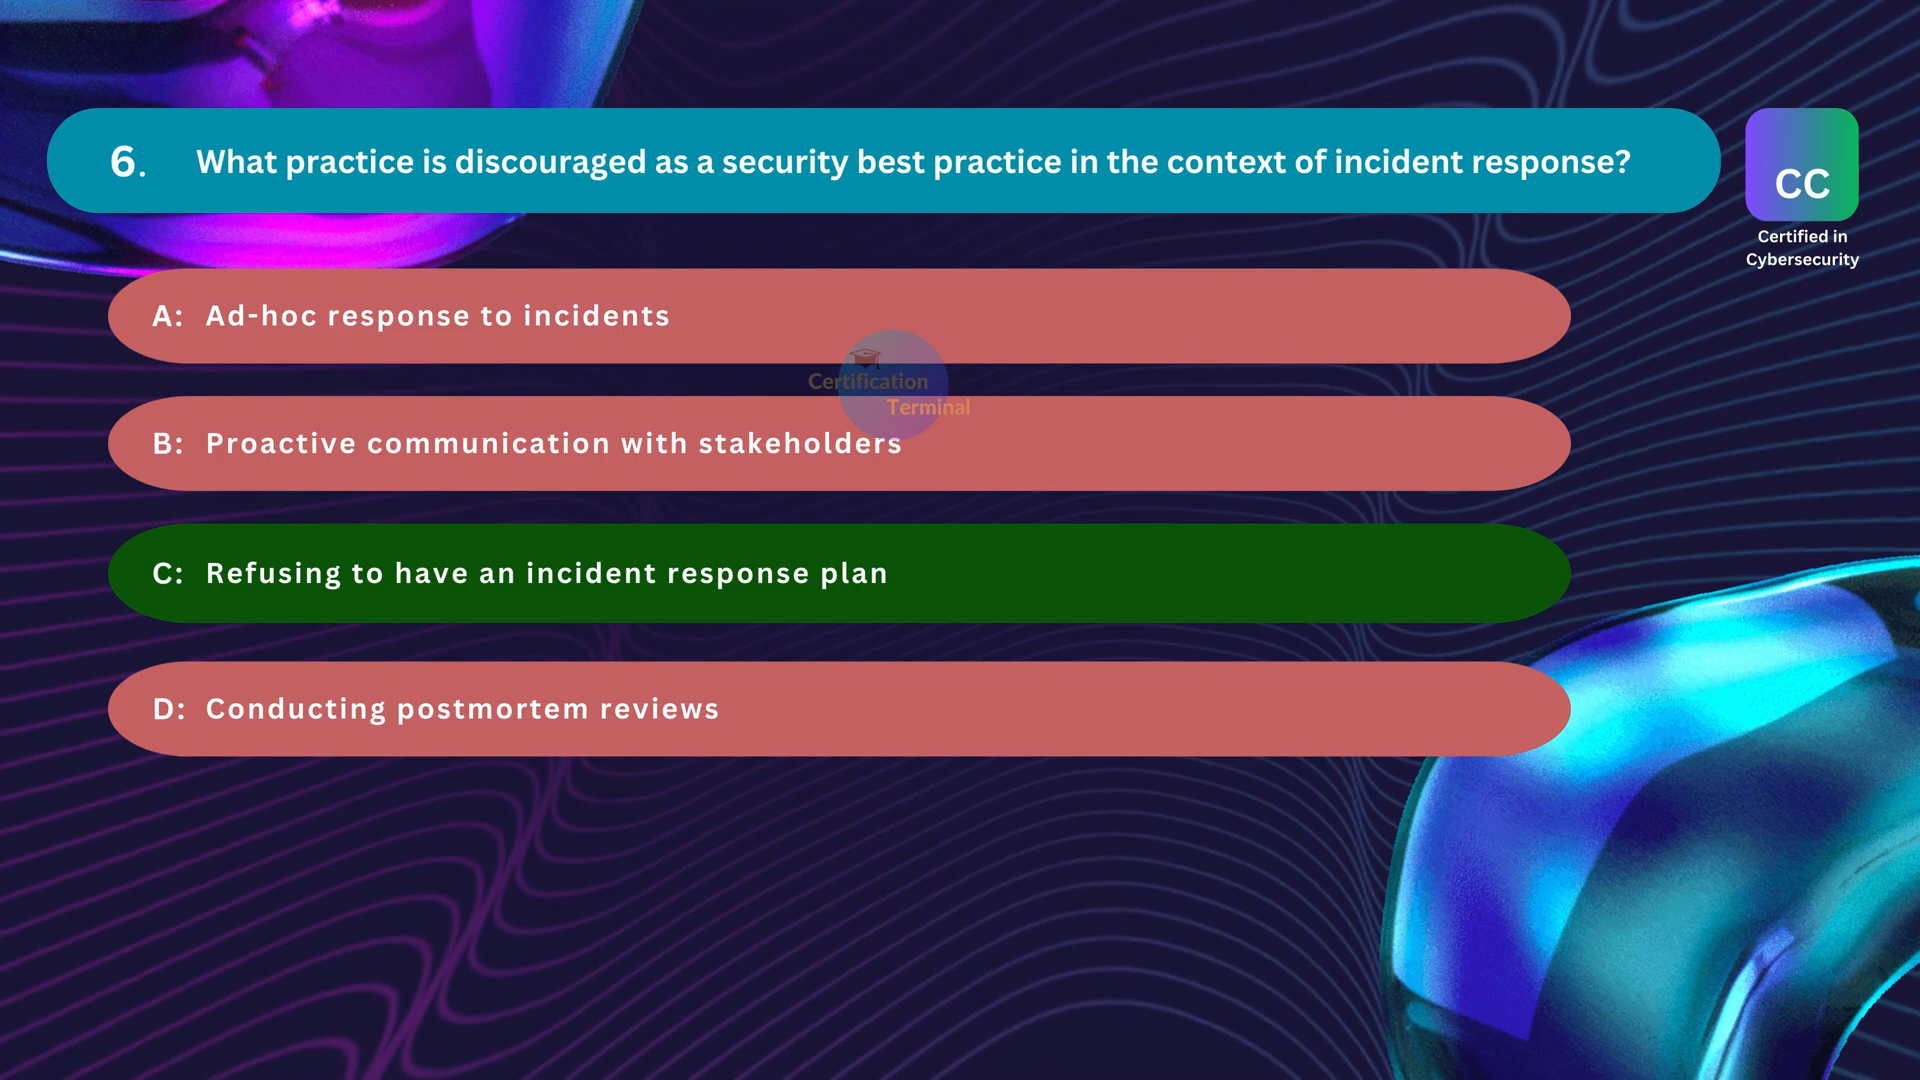 6. What practice is discouraged as a security best practice in the context of incident response?
CC
Certified in
Cybersecurity
A: Ad-hoc response to incidents
Certification
Terminal
B: Proactive communication with stakeholders
C: Refusing to have an incident response plan
D: Conducting postmortem reviews